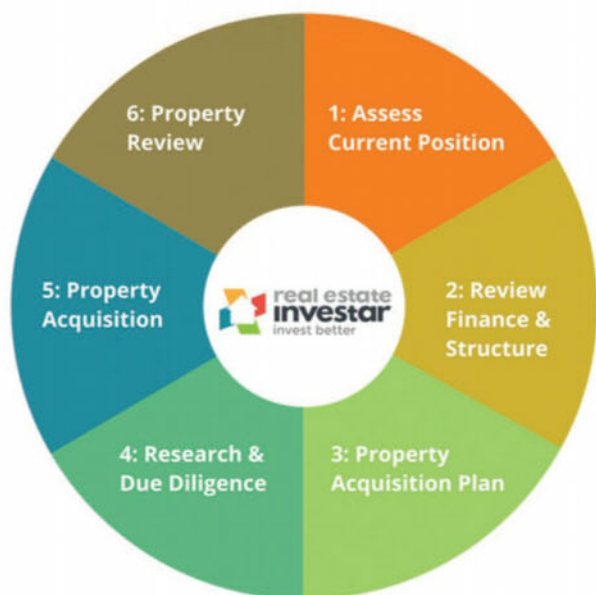 1: Assess
Current Position
2: Review
Finance &
Structure
3: Property
Acquisition Plan
4: Research &
Due Diligence
5: Property
Acquisition
6: Property
Review
real estate
investar
invest better